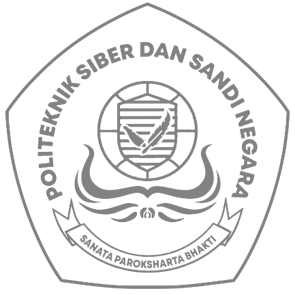 POLITEKNIK SIBER DAN SANDI NEGARA
SANATA PAROKSHARTA BHAKTI